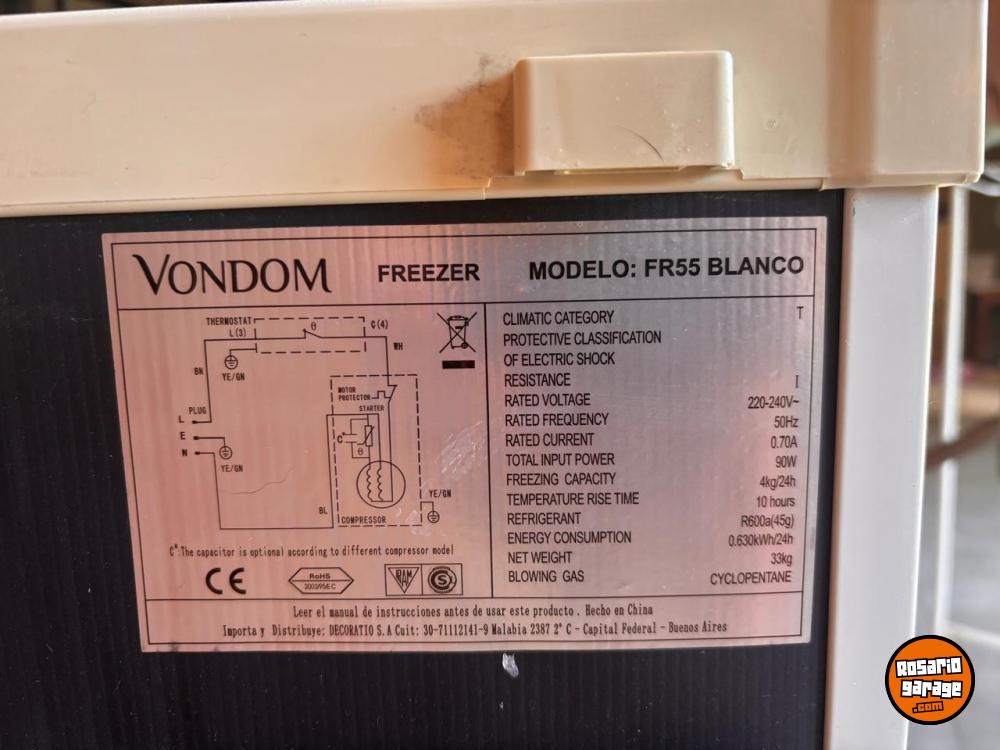 VONDOM FREEZER MODELO: FR55 BLANCO
THERMOSTAT
L(3) θ C(4)
WH
BN YE/GN
MOTOR
PROTECTOR
STARTER
PLUG
L
E
N
C*
θ
YE/GN
YE/GN
BL
COMPRESSOR
C*:The capacitor is optional according to different compressor model
CE
RoHS
2002/95/EC
IRAM
S
CLIMATIC CATEGORY T
PROTECTIVE CLASSIFICATION
OF ELECTRIC SHOCK
RESISTANCE I
RATED VOLTAGE 220-240V~
RATED FREQUENCY 50Hz
RATED CURRENT 0.70A
TOTAL INPUT POWER 90W
FREEZING CAPACITY 4kg/24h
TEMPERATURE RISE TIME 10 hours
REFRIGERANT R600a(45g)
ENERGY CONSUMPTION 0.630kWh/24h
NET WEIGHT 33kg
BLOWING GAS CYCLOPENTANE
Leer el manual de instrucciones antes de usar este producto. Hecho en China
Importa y Distribuye: DECORATIO S.A Cuit: 30-71112141-9 Malabia 2387 2° C - Capital Federal - Buenos Aires
Rosario
garage
.com